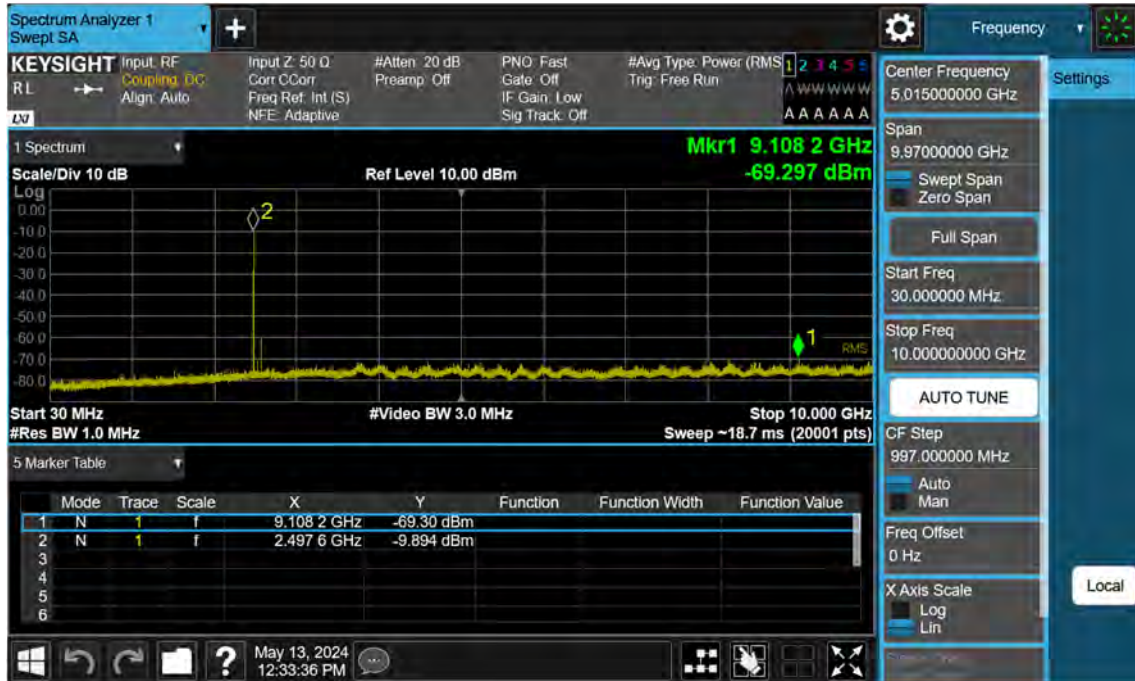 Spectrum Analyzer 1
Swept SA
+
Frequency
KEYSIGHT
RL
LXI
Input: RF
Coupling: DC
Align: Auto
Input Z: 50 Ω
Corr CCorr
Freq Ref: Int (S)
NFE: Adaptive
#Atten: 20 dB
Preamp: Off
PNO: Fast
Gate: Off
IF Gain: Low
Sig Track: Off
#Avg Type: Power (RMS
Trig: Free Run
1 2 3 4 5 6
A W W W W W
A A A A A A
Center Frequency
5.015000000 GHz
Settings
1 Spectrum
Scale/Div 10 dB
Ref Level 10.00 dBm
Mkr1 9.108 2 GHz
-69.297 dBm
Span
9.97000000 GHz
Swept Span
Zero Span
Full Span
Start Freq
30.000000 MHz
Stop Freq
10.000000000 GHz
AUTO TUNE
CF Step
997.000000 MHz
Auto
Man
Freq Offset
0 Hz
X Axis Scale
Log
Lin
Local
Log
0.00
-10.0
-20.0
-30.0
-40.0
-50.0
-60.0
-70.0
-80.0
2
1
RMS
Start 30 MHz
#Video BW 3.0 MHz
Stop 10.000 GHz
#Res BW 1.0 MHz
Sweep ~18.7 ms (20001 pts)
5 Marker Table
Mode Trace Scale X Y Function Function Width Function Value
1 N 1 f 9.108 2 GHz -69.30 dBm
2 N 1 f 2.497 6 GHz -9.894 dBm
3
4
5
6
?
May 13, 2024
12:33:36 PM